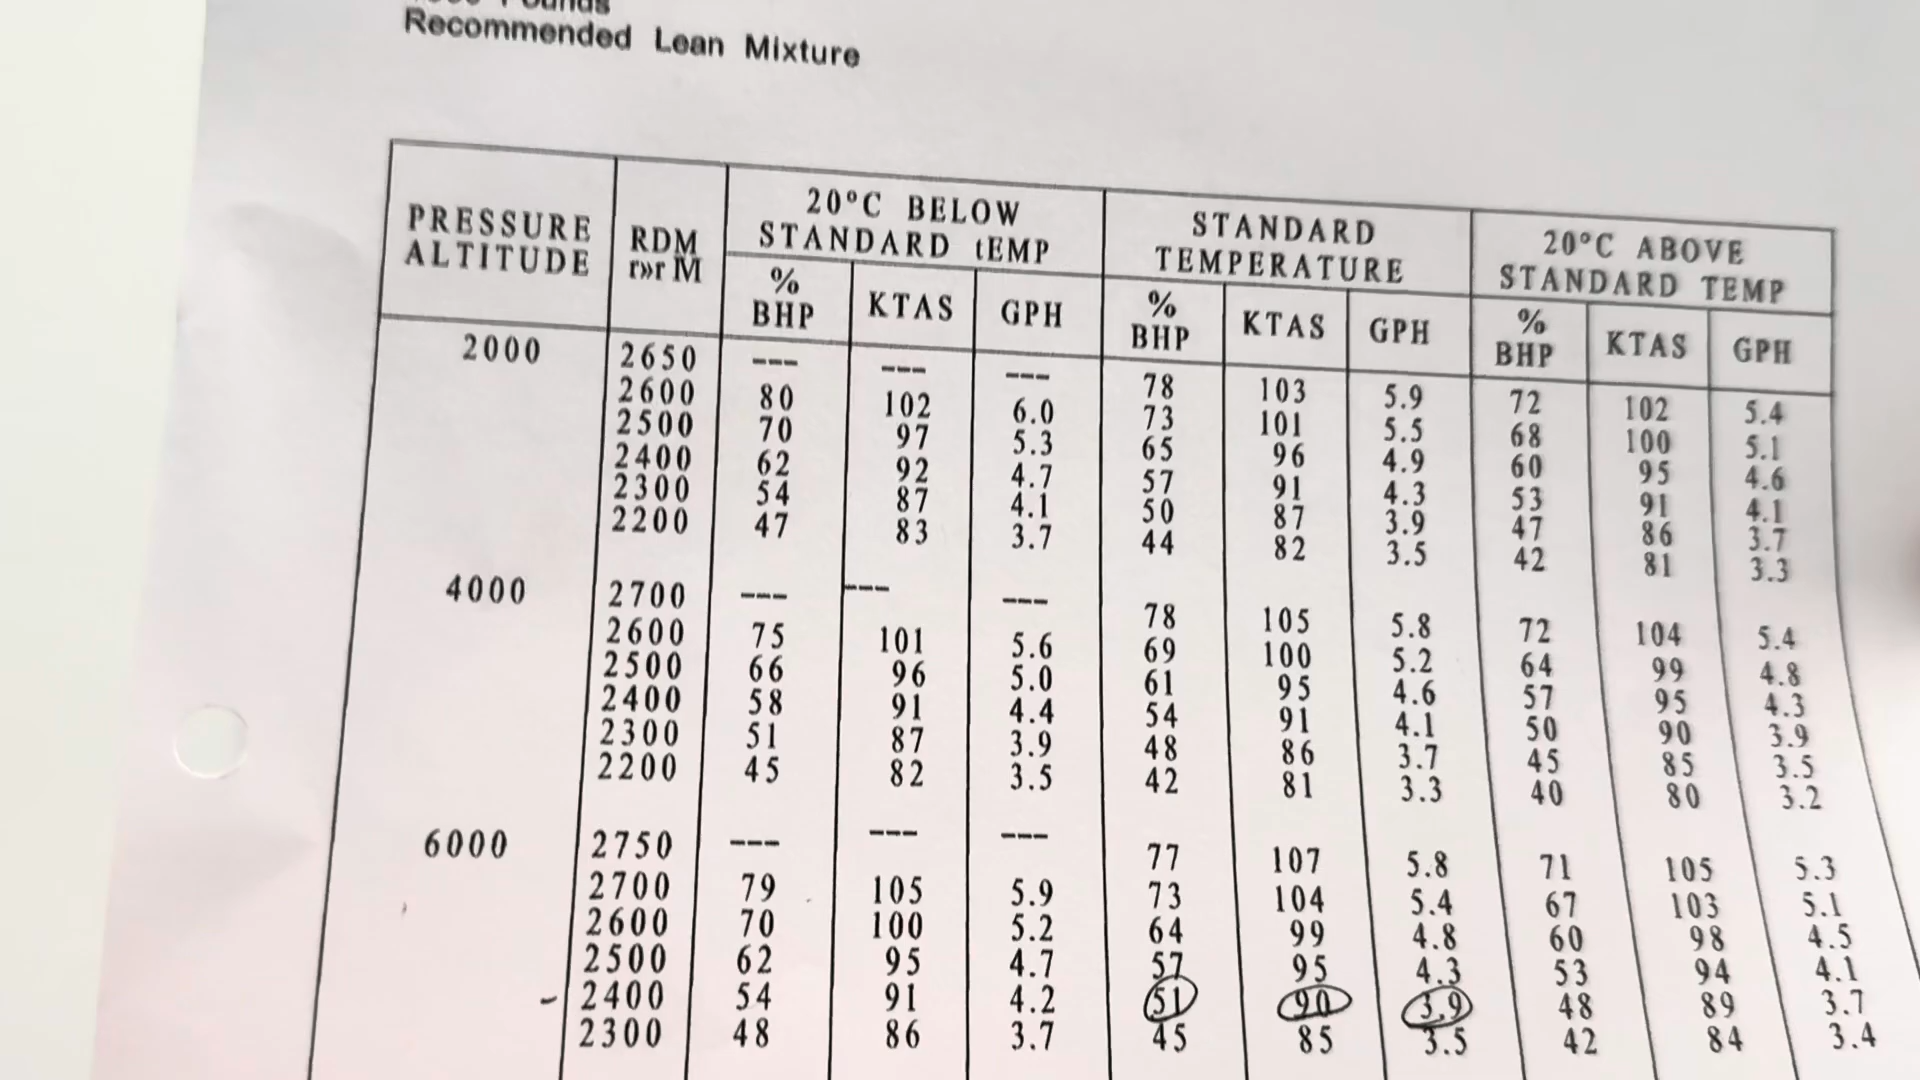 Recommended Lean Mixture
PRESSURE ALTITUDE RDM r»r M 20°C BELOW STANDARD tEMP STANDARD TEMPERATURE 20°C ABOVE STANDARD TEMP
% BHP KTAS GPH % BHP KTAS GPH % BHP KTAS GPH
2000 2650 --- --- --- 78 103 5.9 72 102 5.4
2600 80 102 6.0 73 101 5.5 68 100 5.1
2500 70 97 5.3 65 96 4.9 60 95 4.6
2400 62 92 4.7 57 91 4.3 53 91 4.1
2300 54 87 4.1 50 87 3.9 47 86 3.7
2200 47 83 3.7 44 82 3.5 42 81 3.3
4000 2700 --- --- --- 78 105 5.8 72 104 5.4
2600 75 101 5.6 69 100 5.2 64 99 4.8
2500 66 96 5.0 61 95 4.6 57 95 4.3
2400 58 91 4.4 54 91 4.1 50 90 3.9
2300 51 87 3.9 48 86 3.7 45 85 3.5
2200 45 82 3.5 42 81 3.3 40 80 3.2
6000 2750 --- --- --- 77 107 5.8 71 105 5.3
2700 79 105 5.9 73 104 5.4 67 103 5.1
2600 70 100 5.2 64 99 4.8 60 98 4.5
2500 62 95 4.7 57 95 4.3 53 94 4.1
2400 54 91 4.2 51 90 3.9 48 89 3.7
2300 48 86 3.7 45 85 3.5 42 84 3.4